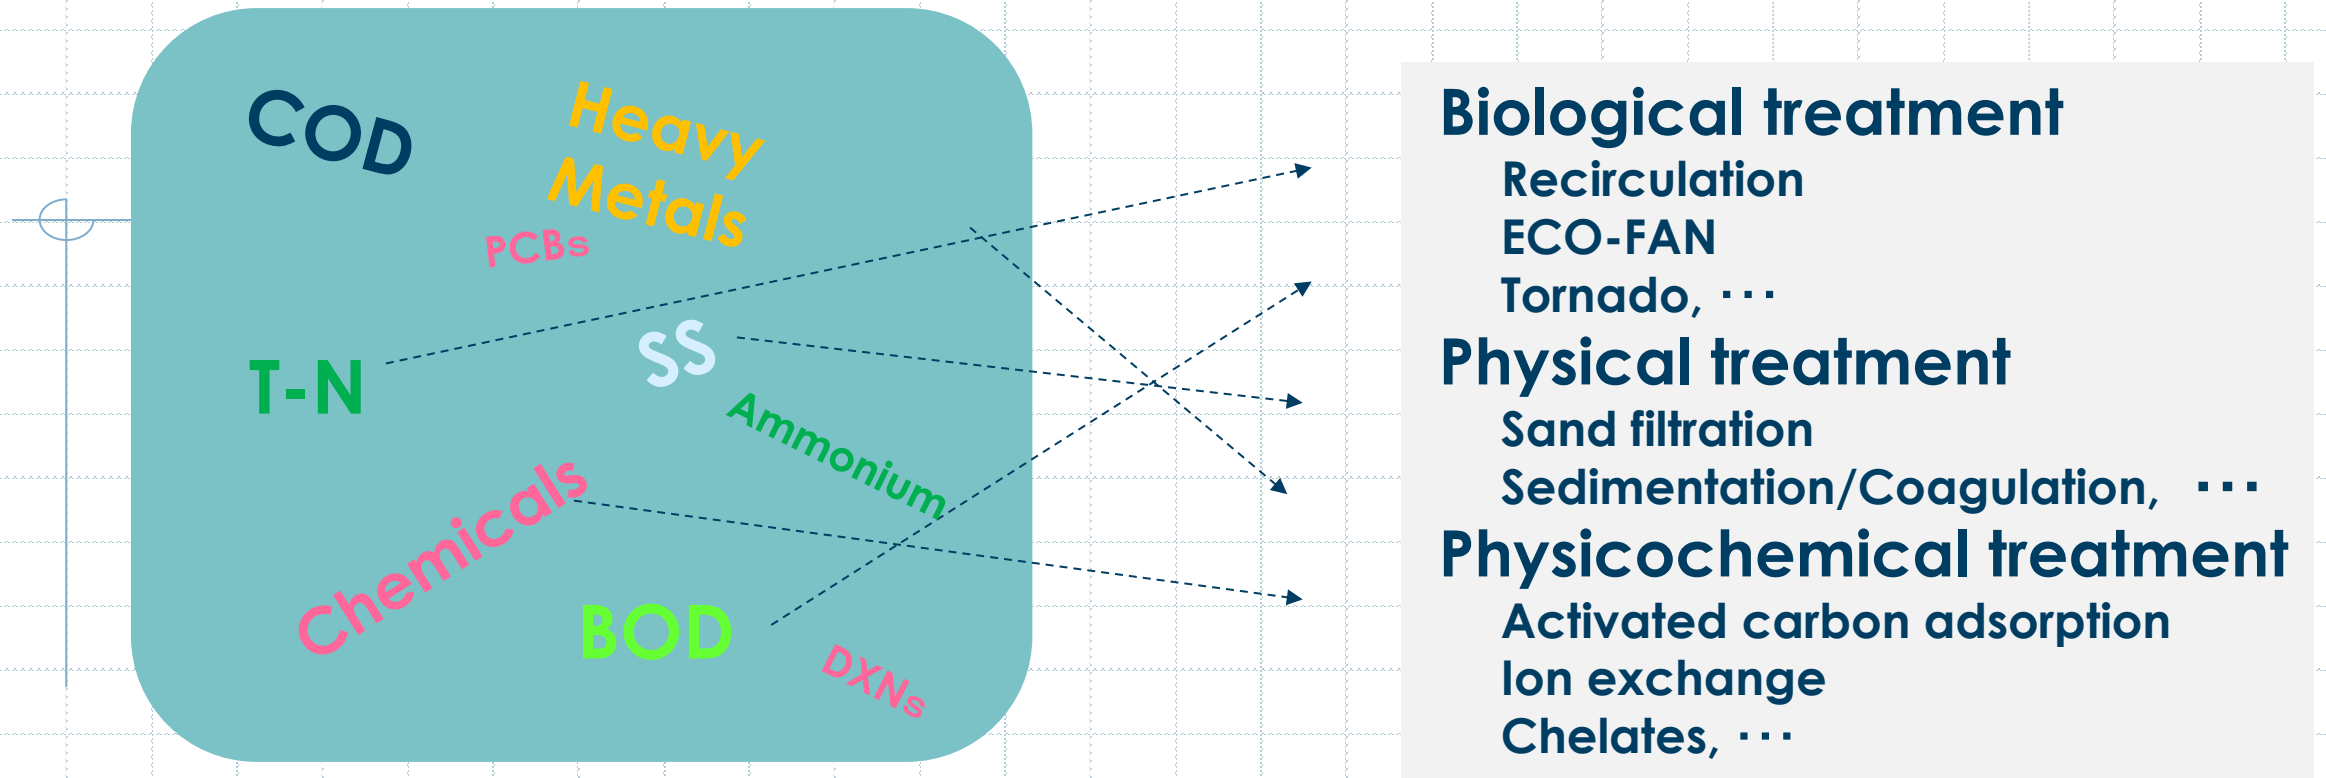 COD
Heavy
Metals
PCBs
T-N
SS
Ammonium
Chemicals
BOD
DXNs
Biological treatment
Recirculation
ECO-FAN
Tornado, ･･･
Physical treatment
Sand filtration
Sedimentation/Coagulation, ･･･
Physicochemical treatment
Activated carbon adsorption
Ion exchange
Chelates, ･･･